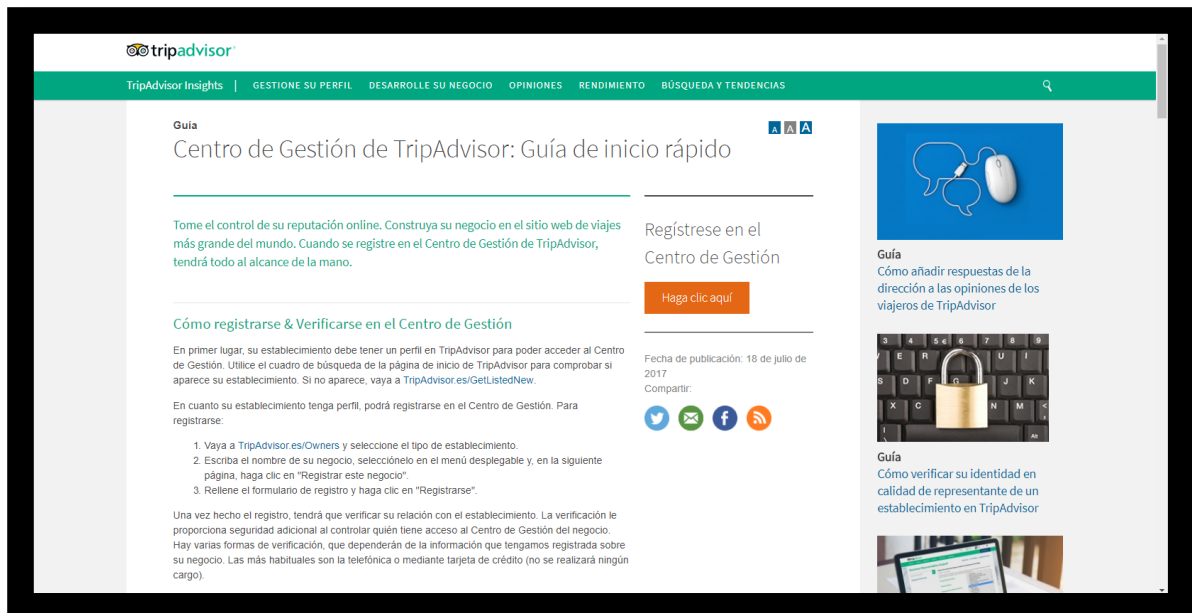 tripadvisor
TripAdvisor Insights | GESTIONE SU PERFIL DESARROLLE SU NEGOCIO OPINIONES RENDIMIENTO BÚSQUEDA Y TENDENCIAS
Guía
A A A
Centro de Gestión de TripAdvisor: Guía de inicio rápido
Tome el control de su reputación online. Construya su negocio en el sitio web de viajes
más grande del mundo. Cuando se registre en el Centro de Gestión de TripAdvisor,
tendrá todo al alcance de la mano.
Cómo registrarse & Verificarse en el Centro de Gestión
En primer lugar, su establecimiento debe tener un perfil en TripAdvisor para poder acceder al Centro
de Gestión. Utilice el cuadro de búsqueda de la página de inicio de TripAdvisor para comprobar si
aparece su establecimiento. Si no aparece, vaya a TripAdvisor.es/GetListedNew.
En cuanto su establecimiento tenga perfil, podrá registrarse en el Centro de Gestión. Para
registrarse:
1. Vaya a TripAdvisor.es/Owners y seleccione el tipo de establecimiento.
2. Escriba el nombre de su negocio, selecciónelo en el menú desplegable y, en la siguiente
página, haga clic en "Registrar este negocio".
3. Rellene el formulario de registro y haga clic en "Registrarse".
Una vez hecho el registro, tendrá que verificar su relación con el establecimiento. La verificación le
proporciona seguridad adicional al controlar quién tiene acceso al Centro de Gestión del negocio.
Hay varias formas de verificación, que dependerán de la información que tengamos registrada sobre
su negocio. Las más habituales son la telefónica o mediante tarjeta de crédito (no se realizará ningún
cargo).
Regístrese en el
Centro de Gestión
Haga clic aquí
Fecha de publicación: 18 de julio de
2017
Compartir:
Guía
Cómo añadir respuestas de la
dirección a las opiniones de los
viajeros de TripAdvisor
3 4 5 € 6 7 8 9
E R U I
S D F G J K
X C N M <
Guía
Cómo verificar su identidad en
calidad de representante de un
establecimiento en TripAdvisor